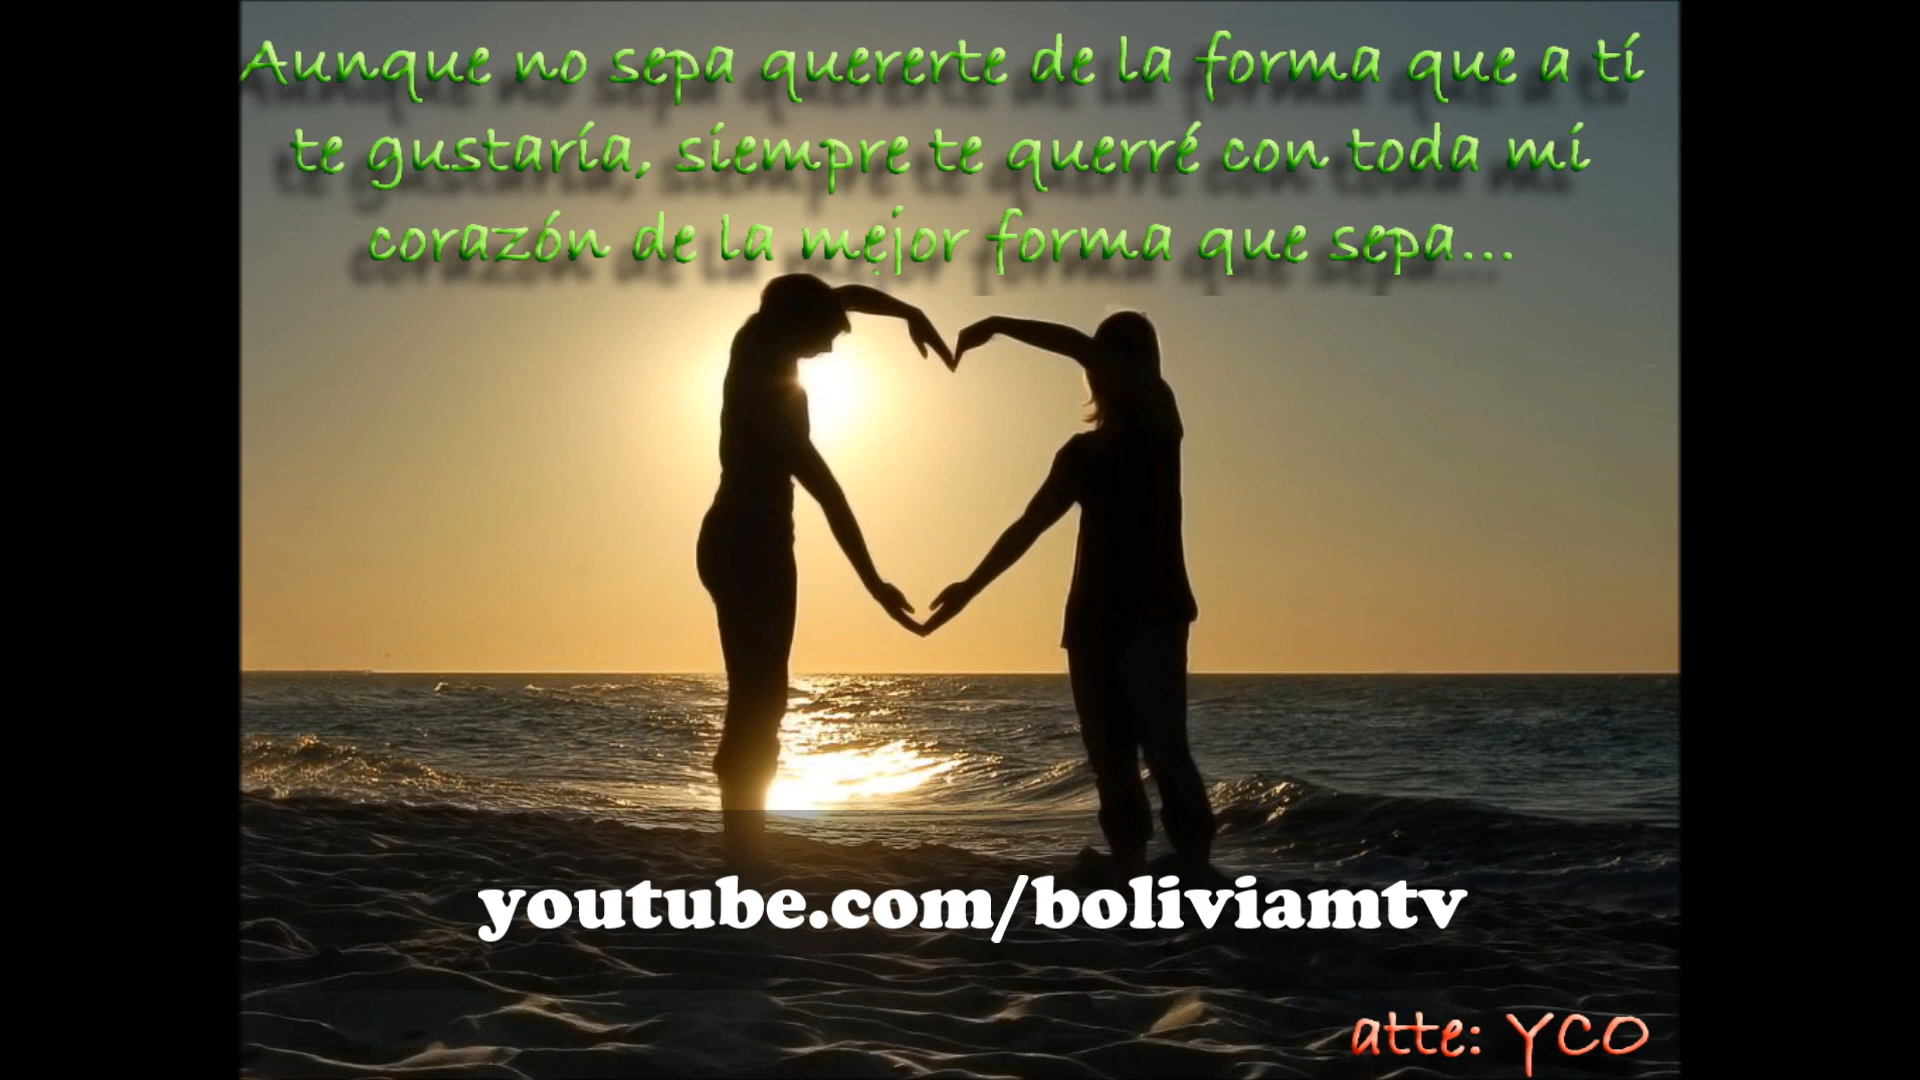 Aunque no sepa quererte de la forma que a tí
te gustaría, siempre te querré con toda mi
corazón de la mejor forma que sepa...
youtube.com/boliviamtv
atte: YCO